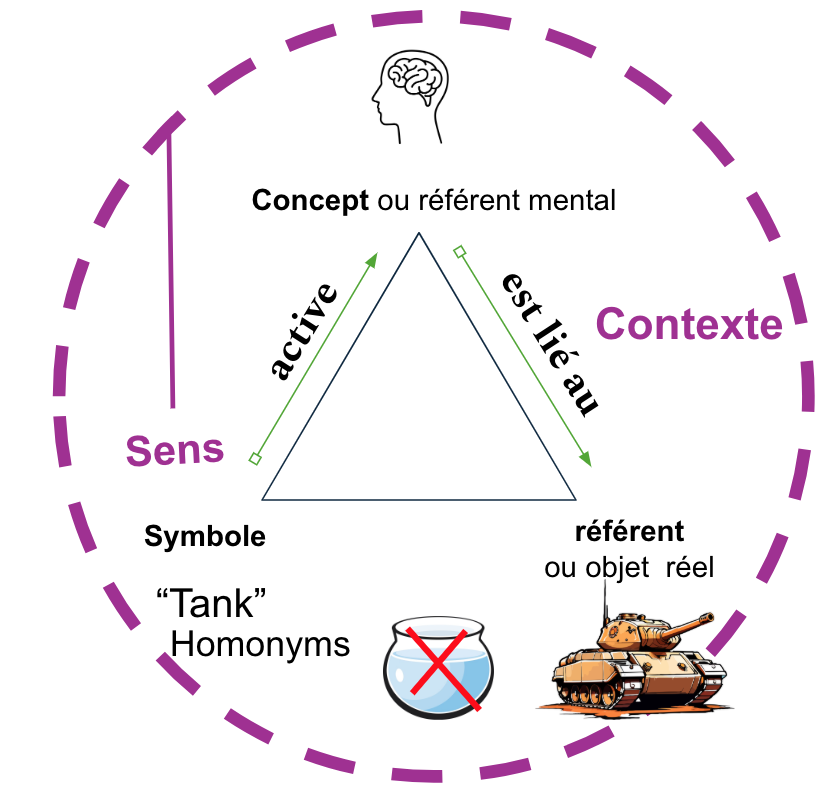 Concept ou référent mental
active
est lié au
Contexte
Sens
Symbole
référent
ou objet  réel
“Tank”
Homonyms